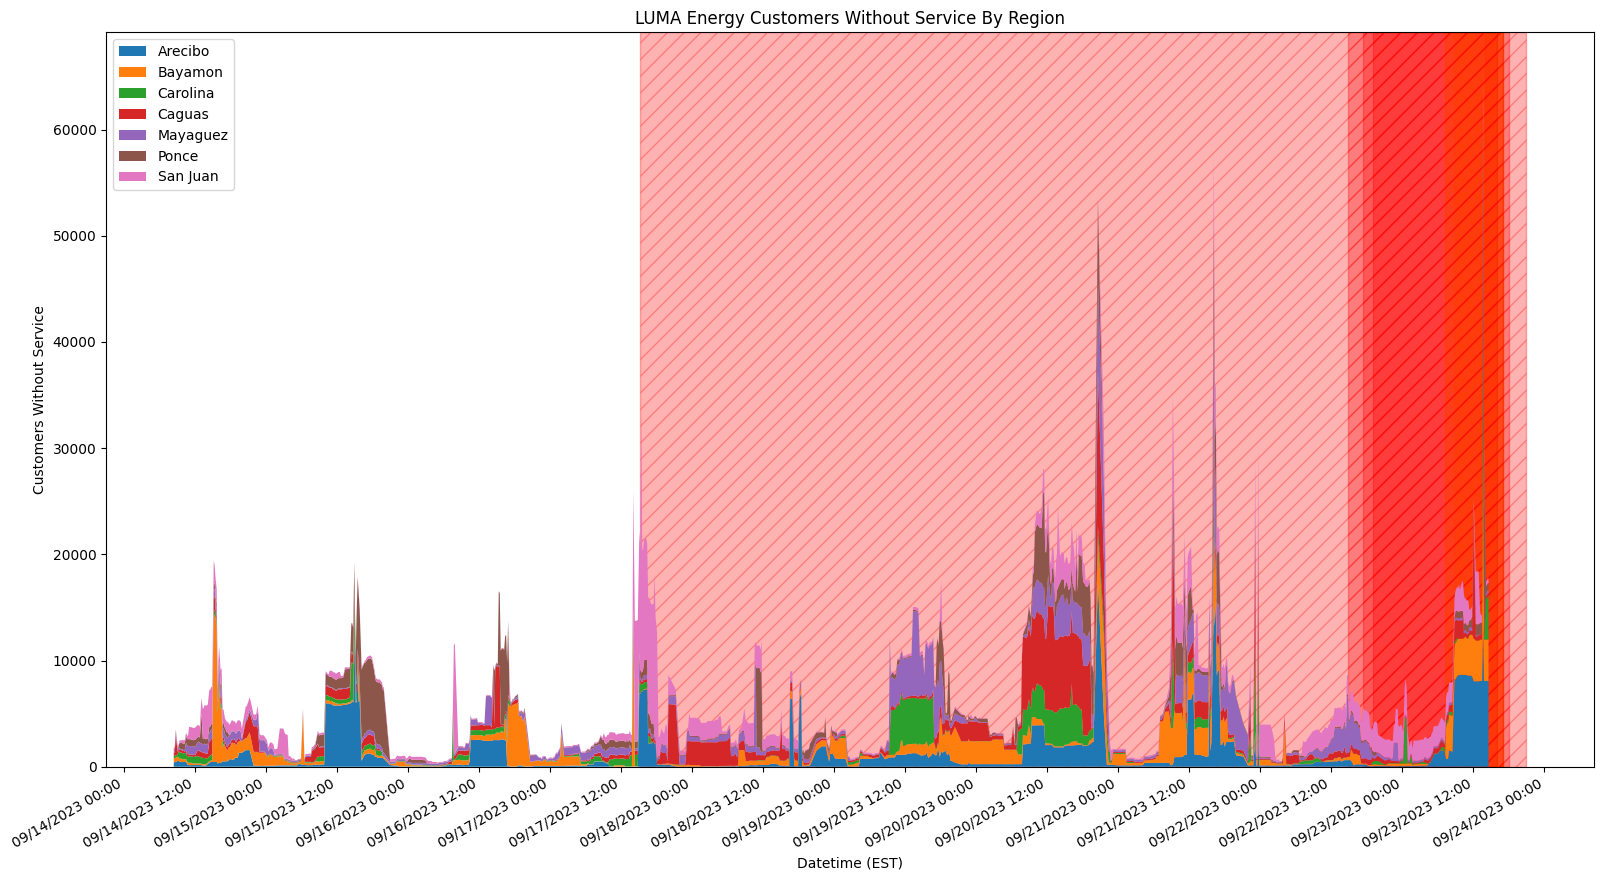 LUMA Energy Customers Without Service By Region
Arecibo
Bayamon
Carolina
Caguas
Mayaguez
Ponce
San Juan
60000
50000
40000
30000
20000
10000
0
Customers Without Service
09/14/2023 00:00
09/14/2023 12:00
09/15/2023 00:00
09/15/2023 12:00
09/16/2023 00:00
09/16/2023 12:00
09/17/2023 00:00
09/17/2023 12:00
09/18/2023 00:00
09/18/2023 12:00
09/19/2023 00:00
09/19/2023 12:00
09/20/2023 00:00
09/20/2023 12:00
09/21/2023 00:00
09/21/2023 12:00
09/22/2023 00:00
09/22/2023 12:00
09/23/2023 00:00
09/23/2023 12:00
09/24/2023 00:00
Datetime (EST)